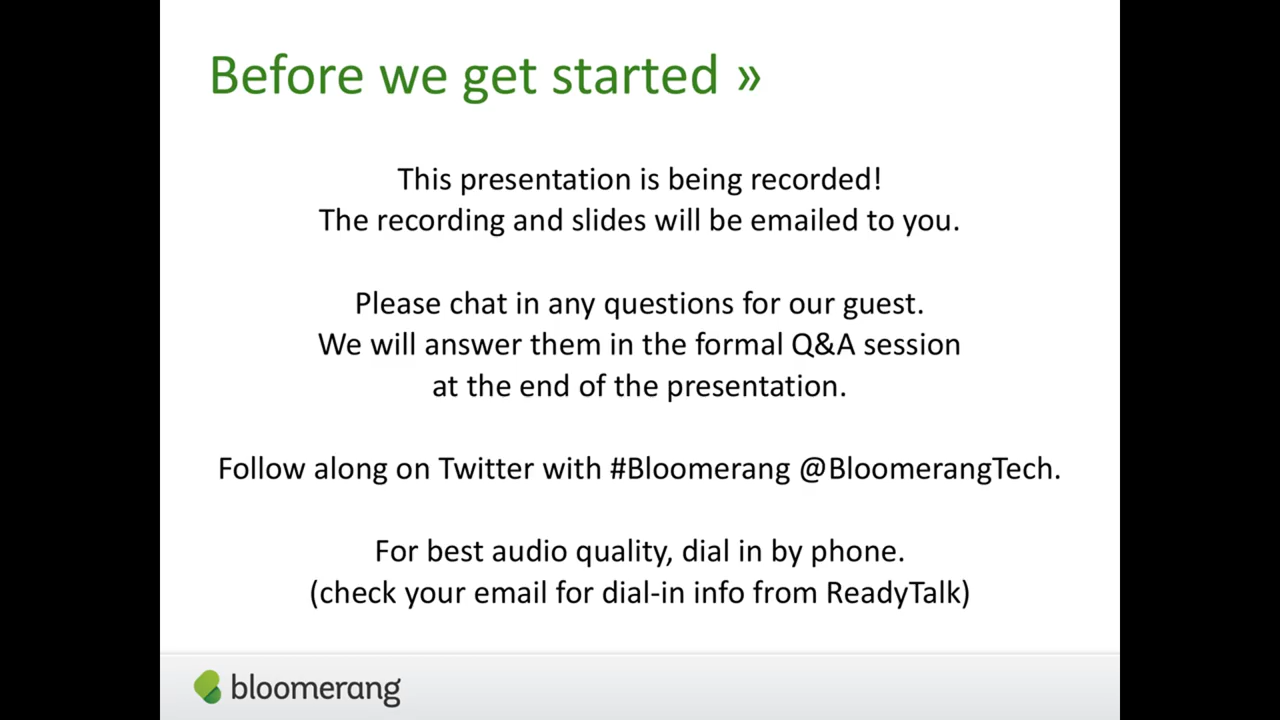 Before we get started »
This presentation is being recorded!
The recording and slides will be emailed to you.
Please chat in any questions for our guest.
We will answer them in the formal Q&A session
at the end of the presentation.
Follow along on Twitter with #Bloomerang @BloomerangTech.
For best audio quality, dial in by phone.
(check your email for dial-in info from ReadyTalk)
bloomerang